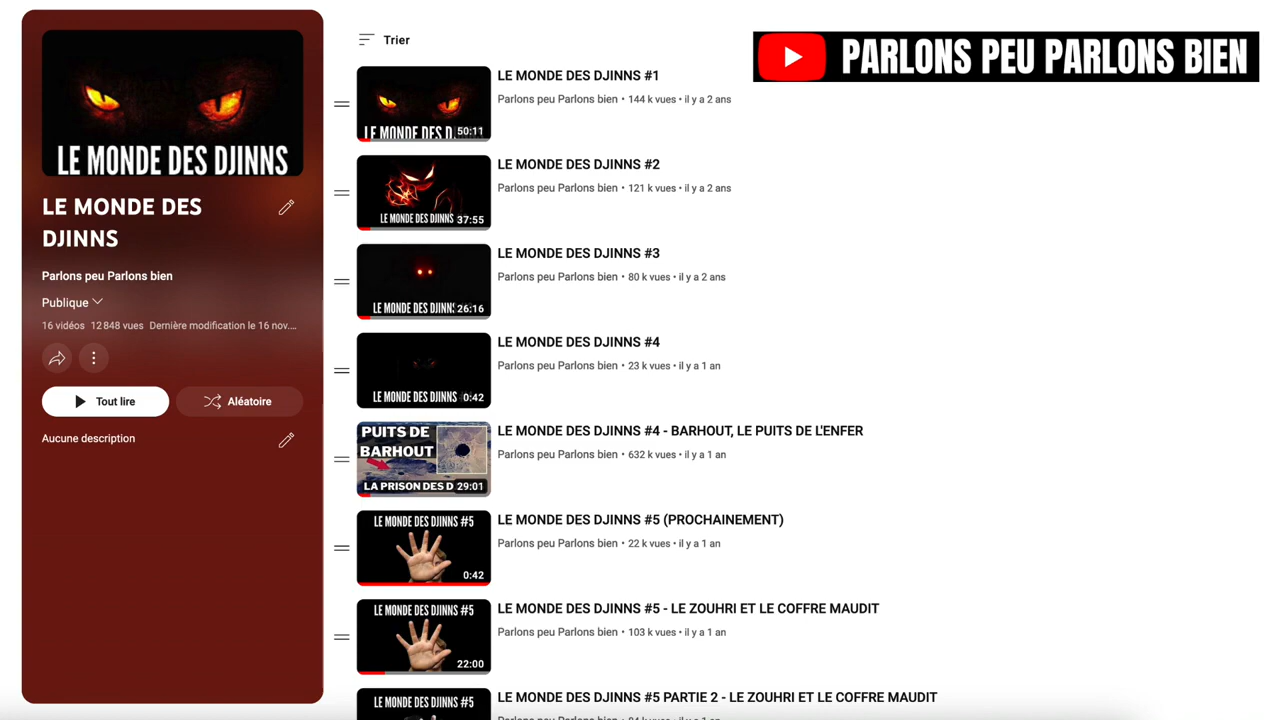 LE MONDE DES DJINNS
LE MONDE DES
DJINNS
Parlons peu Parlons bien
Publique
16 vidéos 12 848 vues Dernière modification le 16 nov....
Tout lire
Aléatoire
Aucune description
Trier
PARLONS PEU PARLONS BIEN
LE MONDE DES D
50:11
LE MONDE DES DJINNS #1
Parlons peu Parlons bien • 144 k vues • il y a 2 ans
LE MONDE DES DJINNS
37:55
LE MONDE DES DJINNS #2
Parlons peu Parlons bien • 121 k vues • il y a 2 ans
LE MONDE DES DJINN
26:16
LE MONDE DES DJINNS #3
Parlons peu Parlons bien • 80 k vues • il y a 2 ans
LE MONDE DES DJINNS
0:42
LE MONDE DES DJINNS #4
Parlons peu Parlons bien • 23 k vues • il y a 1 an
PUITS DE
BARHOUT
LA PRISON DES D
29:01
LE MONDE DES DJINNS #4 - BARHOUT, LE PUITS DE L'ENFER
Parlons peu Parlons bien • 632 k vues • il y a 1 an
LE MONDE DES DJINNS #5
0:42
LE MONDE DES DJINNS #5 (PROCHAINEMENT)
Parlons peu Parlons bien • 22 k vues • il y a 1 an
LE MONDE DES DJINNS #5
22:00
LE MONDE DES DJINNS #5 - LE ZOUHRI ET LE COFFRE MAUDIT
Parlons peu Parlons bien • 103 k vues • il y a 1 an
LE MONDE DES DJINNS #5
LE MONDE DES DJINNS #5 PARTIE 2 - LE ZOUHRI ET LE COFFRE MAUDIT